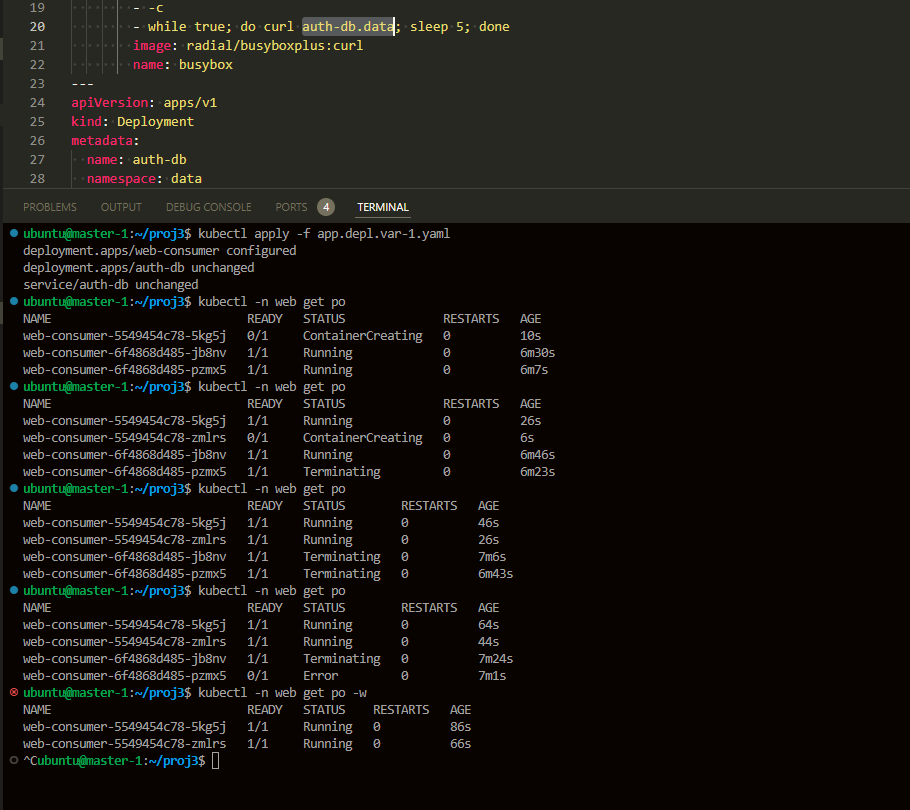 19 - -c
20 - while true; do curl auth-db.data; sleep 5; done
21 image: radial/busyboxplus:curl
22 name: busybox
23 ---
24 apiVersion: apps/v1
25 kind: Deployment
26 metadata:
27 name: auth-db
28 namespace: data
PROBLEMS OUTPUT DEBUG CONSOLE PORTS 4 TERMINAL
ubuntu@master-1:~/proj3$ kubectl apply -f app.depl.var-1.yaml
deployment.apps/web-consumer configured
deployment.apps/auth-db unchanged
service/auth-db unchanged
ubuntu@master-1:~/proj3$ kubectl -n web get po
NAME READY STATUS RESTARTS AGE
web-consumer-5549454c78-5kg5j 0/1 ContainerCreating 0 10s
web-consumer-6f4868d485-jb8nv 1/1 Running 0 6m30s
web-consumer-6f4868d485-pzmx5 1/1 Running 0 6m7s
ubuntu@master-1:~/proj3$ kubectl -n web get po
NAME READY STATUS RESTARTS AGE
web-consumer-5549454c78-5kg5j 1/1 Running 0 26s
web-consumer-5549454c78-zmlrs 0/1 ContainerCreating 0 6s
web-consumer-6f4868d485-jb8nv 1/1 Running 0 6m46s
web-consumer-6f4868d485-pzmx5 1/1 Terminating 0 6m23s
ubuntu@master-1:~/proj3$ kubectl -n web get po
NAME READY STATUS RESTARTS AGE
web-consumer-5549454c78-5kg5j 1/1 Running 0 46s
web-consumer-5549454c78-zmlrs 1/1 Running 0 26s
web-consumer-6f4868d485-jb8nv 1/1 Terminating 0 7m6s
web-consumer-6f4868d485-pzmx5 1/1 Terminating 0 6m43s
ubuntu@master-1:~/proj3$ kubectl -n web get po
NAME READY STATUS RESTARTS AGE
web-consumer-5549454c78-5kg5j 1/1 Running 0 64s
web-consumer-5549454c78-zmlrs 1/1 Running 0 44s
web-consumer-6f4868d485-jb8nv 1/1 Terminating 0 7m24s
web-consumer-6f4868d485-pzmx5 0/1 Error 0 7m1s
ubuntu@master-1:~/proj3$ kubectl -n web get po -w
NAME READY STATUS RESTARTS AGE
web-consumer-5549454c78-5kg5j 1/1 Running 0 86s
web-consumer-5549454c78-zmlrs 1/1 Running 0 66s
^Cubuntu@master-1:~/proj3$